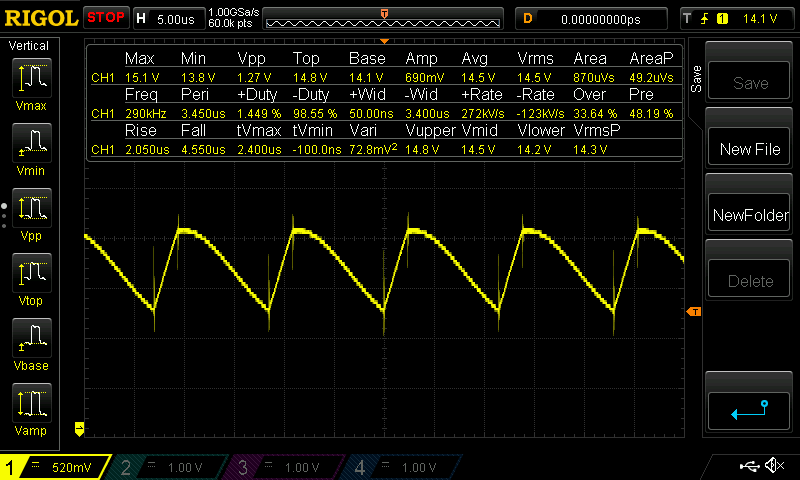 RIGOL STOP H 5.00us 1.00GSa/s 60.0k pts T D 0.00000000ps T 1 14.1 V
Vertical
Vmax
Vmin
Vpp
Vtop
Vbase
Vamp
Max Min Vpp Top Base Amp Avg Vrms Area AreaP
CH1 15.1 V 13.8 V 1.27 V 14.8 V 14.1 V 690mV 14.5 V 14.5 V 870uVs 49.2uVs
Freq Peri +Duty -Duty +Wid -Wid +Rate -Rate Over Pre
CH1 290kHz 3.450us 1.449 % 98.55 % 50.00ns 3.400us 272kV/s -123kV/s 33.64 % 48.19 %
Rise Fall tVmax tVmin Vari Vupper Vmid Vlower VrmsP
CH1 2.050us 4.550us 2.400us -100.0ns 72.8mV² 14.8 V 14.5 V 14.2 V 14.3 V
T
Save
Save
New File
NewFolder
Delete
1 520mV 2 1.00 V 3 1.00 V 4 1.00 V